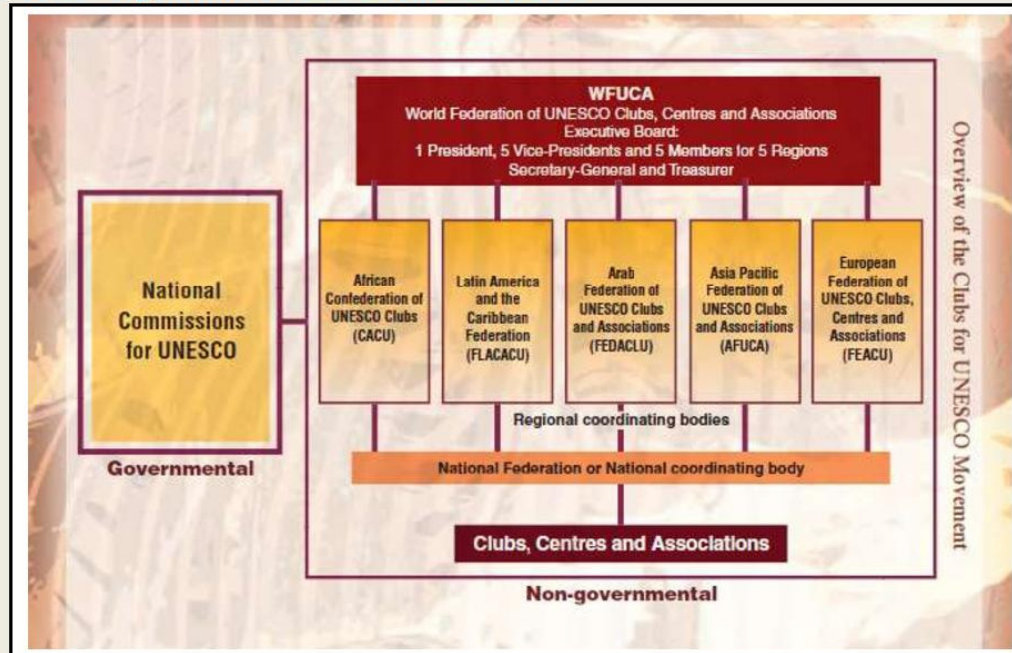 WFUCA
World Federation of UNESCO Clubs, Centres and Associations
Executive Board:
1 President, 5 Vice-Presidents and 5 Members for 5 Regions
Secretary-General and Treasurer
National
Commissions
for UNESCO
Governmental
African
Confederation of
UNESCO Clubs
(CACU)
Latin America
and the
Caribbean
Federation
(FLACACU)
Arab
Federation of
UNESCO Clubs
and Associations
(FEDACLU)
Asia Pacific
Federation of
UNESCO Clubs
and Associations
(AFUCA)
European
Federation of
UNESCO Clubs,
Centres and
Associations
(FEACU)
Regional coordinating bodies
National Federation or National coordinating body
Clubs, Centres and Associations
Non-governmental
Overview of the Clubs for UNESCO Movement